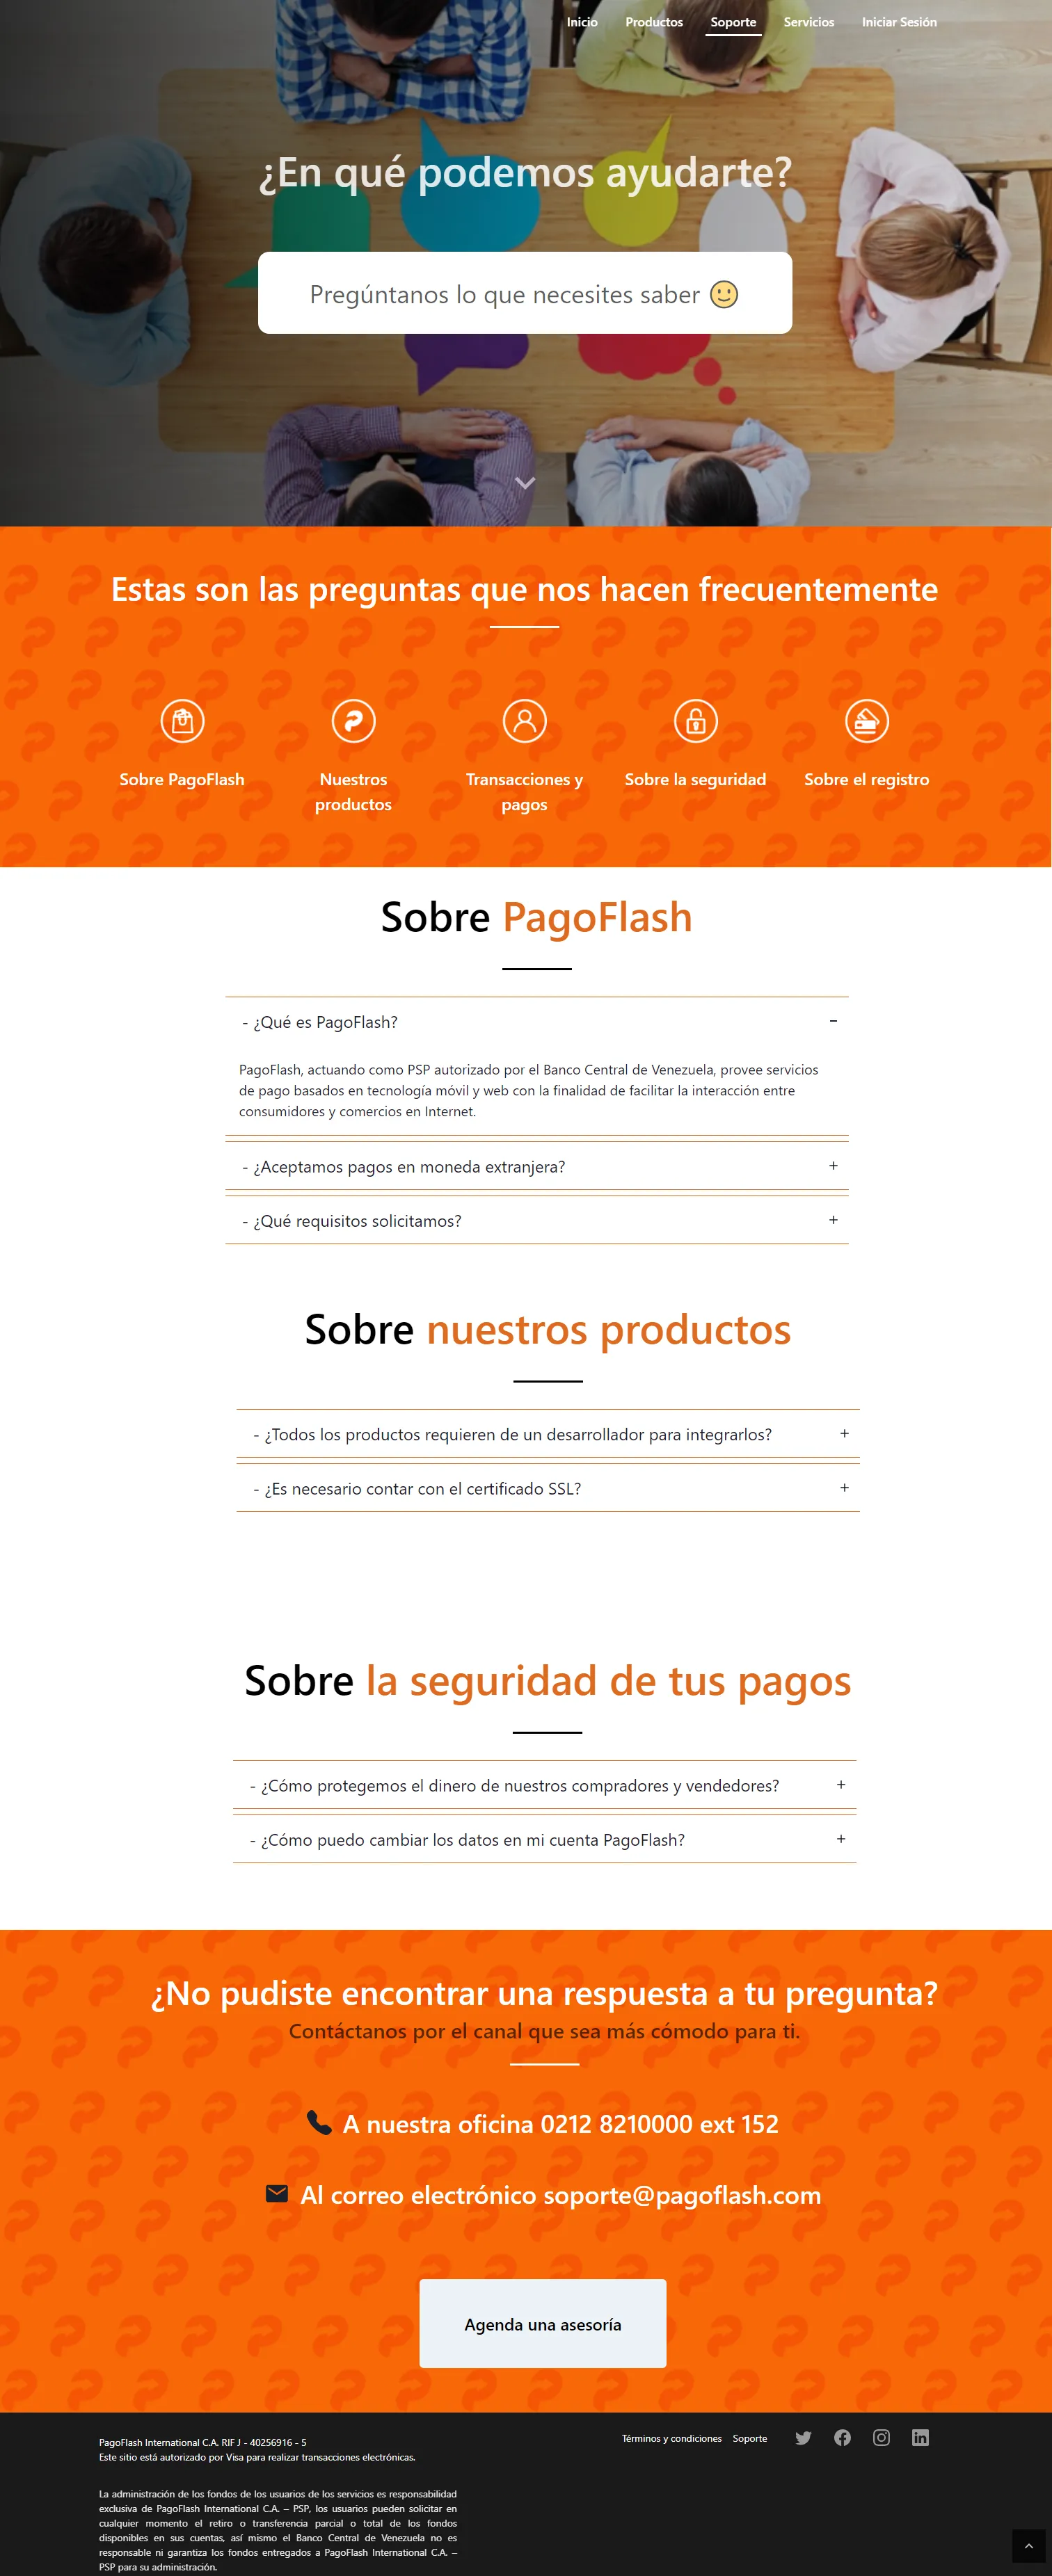 Inicio Productos Soporte Servicios Iniciar Sesión
¿En qué podemos ayudarte?
Pregúntanos lo que necesites saber 🙂
Estas son las preguntas que nos hacen frecuentemente
Sobre PagoFlash
Nuestros
productos
Transacciones y
pagos
Sobre la seguridad
Sobre el registro
Sobre PagoFlash
- ¿Qué es PagoFlash? −
PagoFlash, actuando como PSP autorizado por el Banco Central de Venezuela, provee servicios
de pago basados en tecnología móvil y web con la finalidad de facilitar la interacción entre
consumidores y comercios en Internet.
- ¿Aceptamos pagos en moneda extranjera? +
- ¿Qué requisitos solicitamos? +
Sobre nuestros productos
- ¿Todos los productos requieren de un desarrollador para integrarlos? +
- ¿Es necesario contar con el certificado SSL? +
Sobre la seguridad de tus pagos
- ¿Cómo protegemos el dinero de nuestros compradores y vendedores? +
- ¿Cómo puedo cambiar los datos en mi cuenta PagoFlash? +
¿No pudiste encontrar una respuesta a tu pregunta?
Contáctanos por el canal que sea más cómodo para ti.
A nuestra oficina 0212 8210000 ext 152
Al correo electrónico soporte@pagoflash.com
Agenda una asesoría
PagoFlash International C.A. RIF J - 40256916 - 5
Este sitio está autorizado por Visa para realizar transacciones electrónicas.
Términos y condiciones Soporte
La administración de los fondos de los usuarios de los servicios es responsabilidad
exclusiva de PagoFlash International C.A. – PSP, los usuarios pueden solicitar en
cualquier momento el retiro o transferencia parcial o total de los fondos
disponibles en sus cuentas, así mismo el Banco Central de Venezuela no es
responsable ni garantiza los fondos entregados a PagoFlash International C.A. –
PSP para su administración.